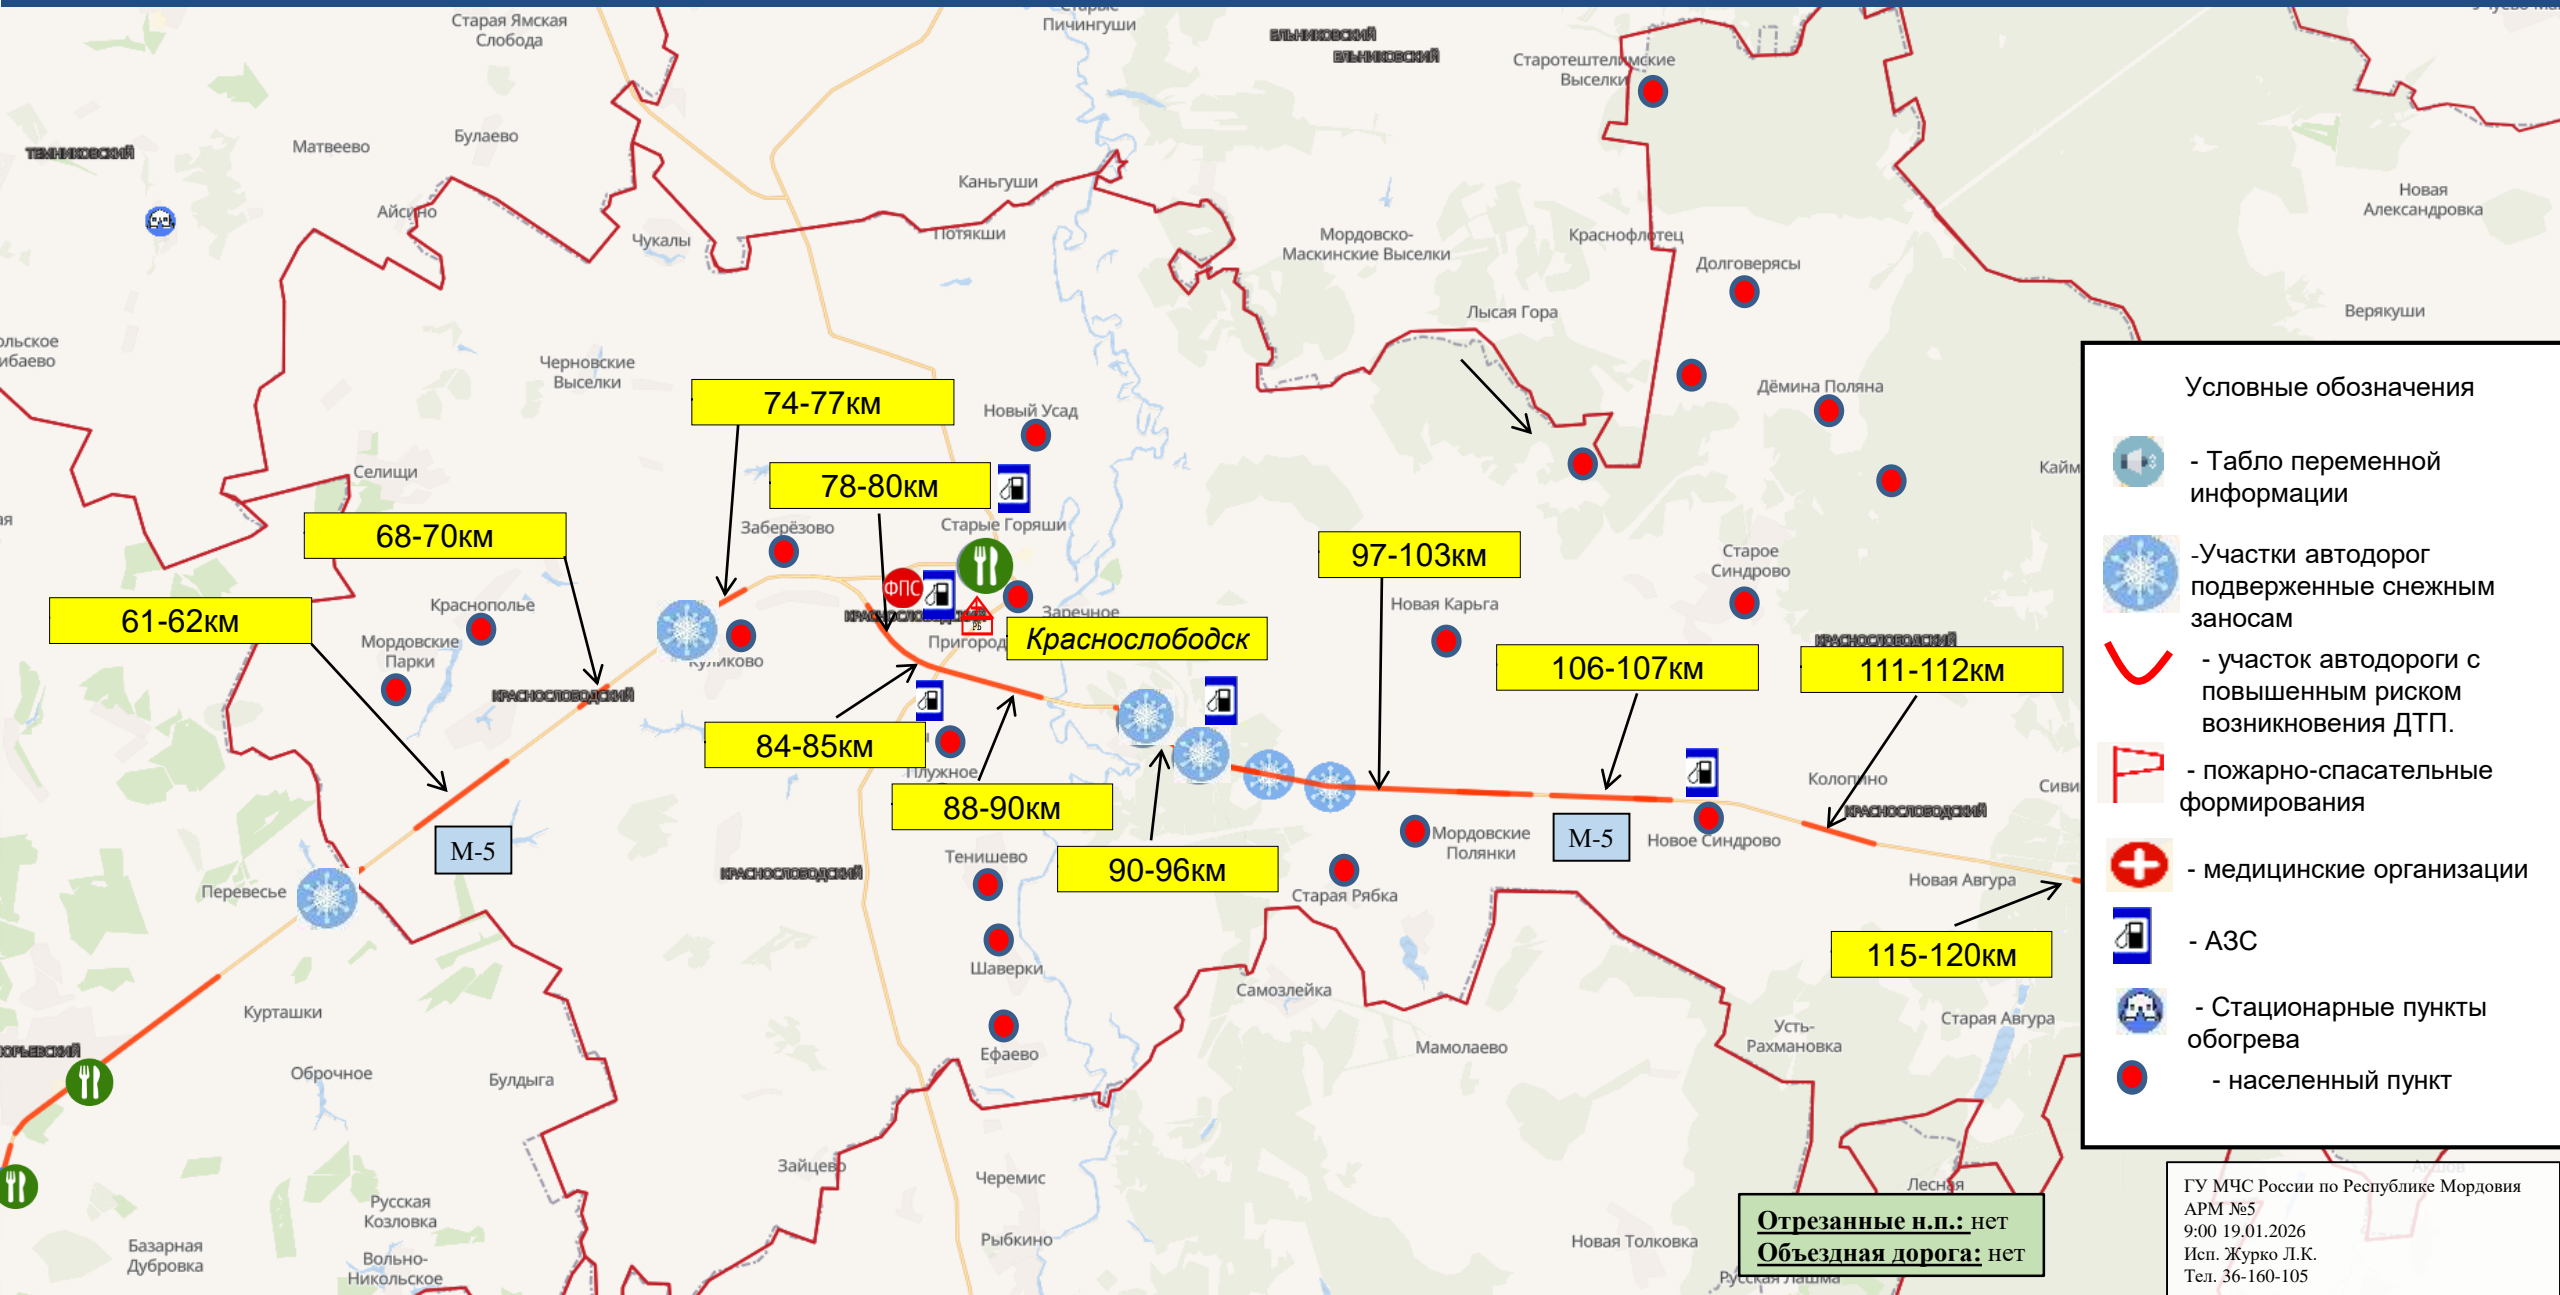 Старая Ямская
Слобода
Пичингуши
ЕЛЬНИКОВСКИЙ
ЕЛЬНИКОВСКИЙ
Старотештелимские
Выселки
ТЕМНИКОВСКИЙ
Матвеево
Булаево
Каньгуши
Айсино
Чукалы
Потякши
Мордовско-
Маскинские Выселки
Краснофлотец
Долговерясы
Новая
Александровка
Лысая Гора
Верякуши
Черновские
Выселки
Дёмина Поляна
74-77км
Новый Усад
Селищи
78-80км
Старые Горяши
Заберёзово
68-70км
97-103км
Старое
Синдрово
ФПС
КРАСНОСЛОБОДСКИЙ
РБ
Заречное
Пригород
Краснослободск
Новая Карьга
61-62км
Краснополье
Мордовские
Парки
Куликово
КРАСНОСЛОБОДСКИЙ
106-107км
КРАСНОСЛОБОДСКИЙ
111-112км
84-85км
Плужное
88-90км
90-96км
М-5
Колопино
КРАСНОСЛОБОДСКИЙ
Мордовские
Полянки
М-5
Новое Синдрово
Перевесье
КРАСНОСЛОБОДСКИЙ
Тенишево
Старая Рябка
Новая Авгура
115-120км
Шаверки
Самозлейка
Курташки
Ефаево
Мамолаево
Усть-
Рахмановка
Старая Авгура
Оброчное
Булдыга
Зайцево
Черемис
Лесная
Русская
Козловка
Рыбкино
Новая Толковка
Базарная
Дубровка
Вольно-
Никольское
Русская Лашма
Условные обозначения
- Табло переменной
информации
-Участки автодорог
подверженные снежным
заносам
- участок автодороги с
повышенным риском
возникновения ДТП.
- пожарно-спасательные
формирования
- медицинские организации
- АЗС
- Стационарные пункты
обогрева
- населенный пункт
Отрезанные н.п.: нет
Объездная дорога: нет
ГУ МЧС России по Республике Мордовия
АРМ №5
9:00 19.01.2026
Исп. Журко Л.К.
Тел. 36-160-105